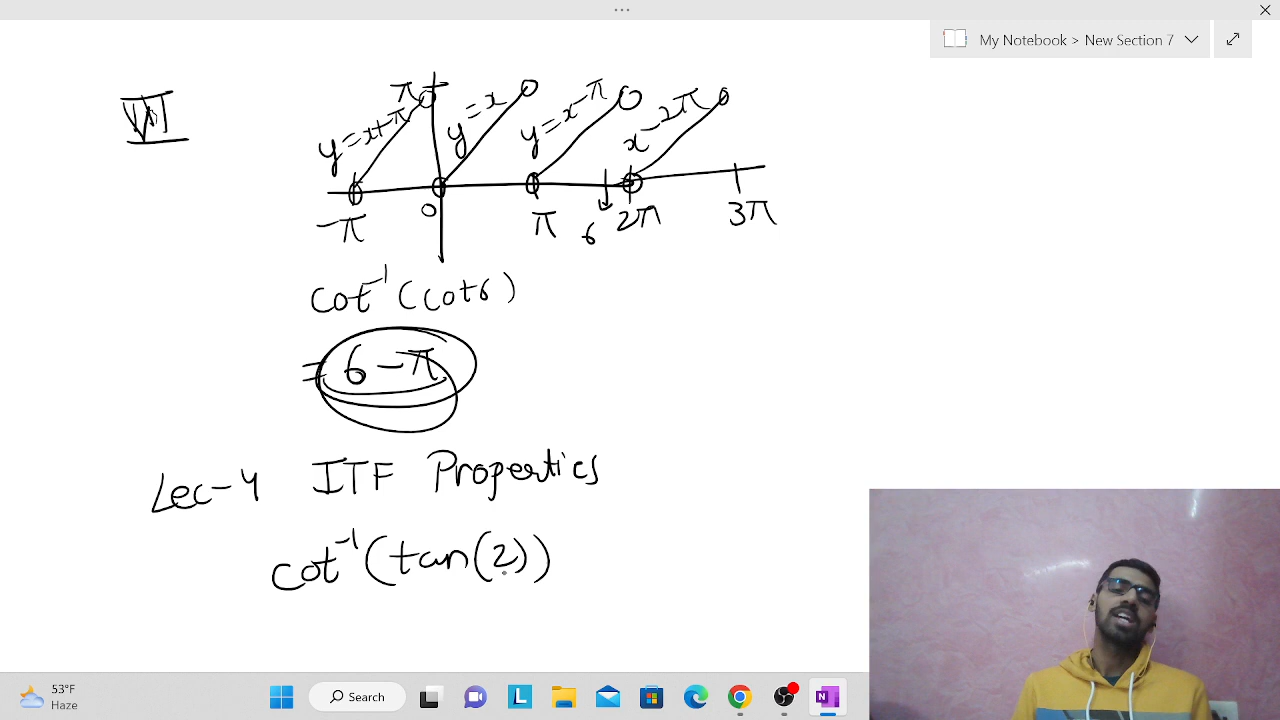 ...
My Notebook > New Section 7
VII
π
y=x+π
y=x
y=x-π
x-2π
-π
0
π
6
2π
3π
cot⁻¹(cot6)
= 6-π
Lec-4 ITF Properties
cot⁻¹(tan(2))
53°F
Haze
Search